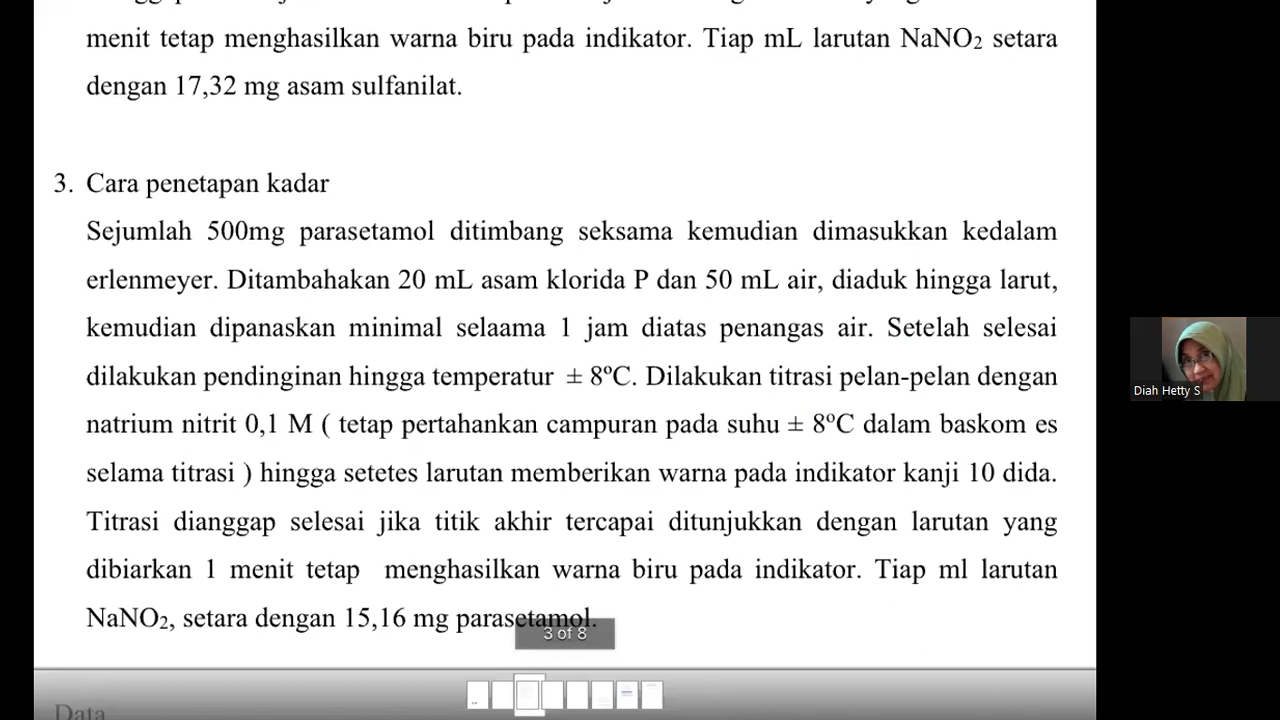 menit tetap menghasilkan warna biru pada indikator. Tiap mL larutan NaNO₂ setara
dengan 17,32 mg asam sulfanilat.
3. Cara penetapan kadar
Sejumlah 500mg parasetamol ditimbang seksama kemudian dimasukkan kedalam
erlenmeyer. Ditambahakan 20 mL asam klorida P dan 50 mL air, diaduk hingga larut,
kemudian dipanaskan minimal selaama 1 jam diatas penangas air. Setelah selesai
dilakukan pendinginan hingga temperatur ± 8ºC. Dilakukan titrasi pelan-pelan dengan
natrium nitrit 0,1 M ( tetap pertahankan campuran pada suhu ± 8ºC dalam baskom es
selama titrasi ) hingga setetes larutan memberikan warna pada indikator kanji 10 dida.
Titrasi dianggap selesai jika titik akhir tercapai ditunjukkan dengan larutan yang
dibiarkan 1 menit tetap menghasilkan warna biru pada indikator. Tiap ml larutan
NaNO₂, setara dengan 15,16 mg parasetamol.
3 of 8
Data
Diah Hetty S